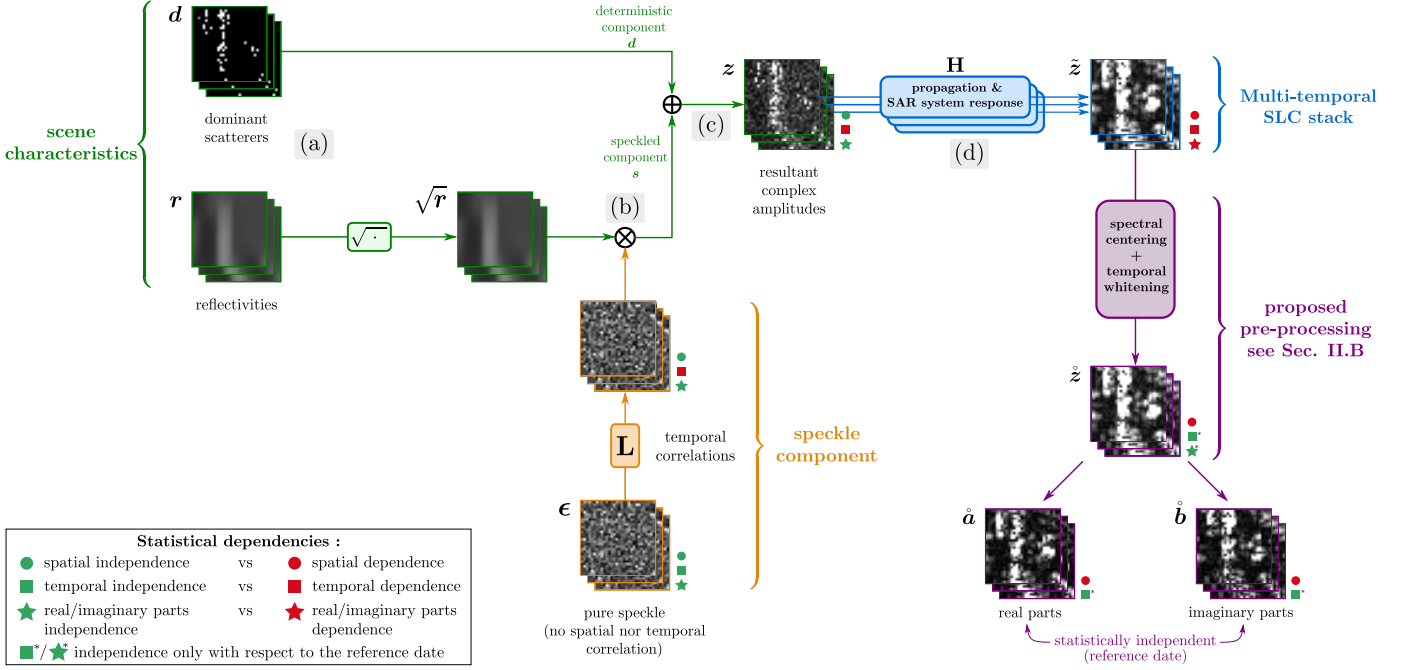 d
dominant
scatterers
(a)
scene
characteristics
r
reflectivities
√·
√r
deterministic
component
d
speckled
component
s
(b)
(c)
z
resultant
complex
amplitudes
H
propagation &
SAR system response
(d)
z̃
Multi-temporal
SLC stack
spectral
centering
+
temporal
whitening
proposed
pre-processing
see Sec. II.B
z̊
*
*
å
real parts
*
b̊
imaginary parts
*
statistically independent
(reference date)
L
temporal
correlations
speckle
component
ϵ
pure speckle
(no spatial nor temporal
correlation)
Statistical dependencies :
spatial independence vs spatial dependence
temporal independence temporal dependence
real/imaginary parts vs real/imaginary parts
independence dependence
*/* independence only with respect to the reference date